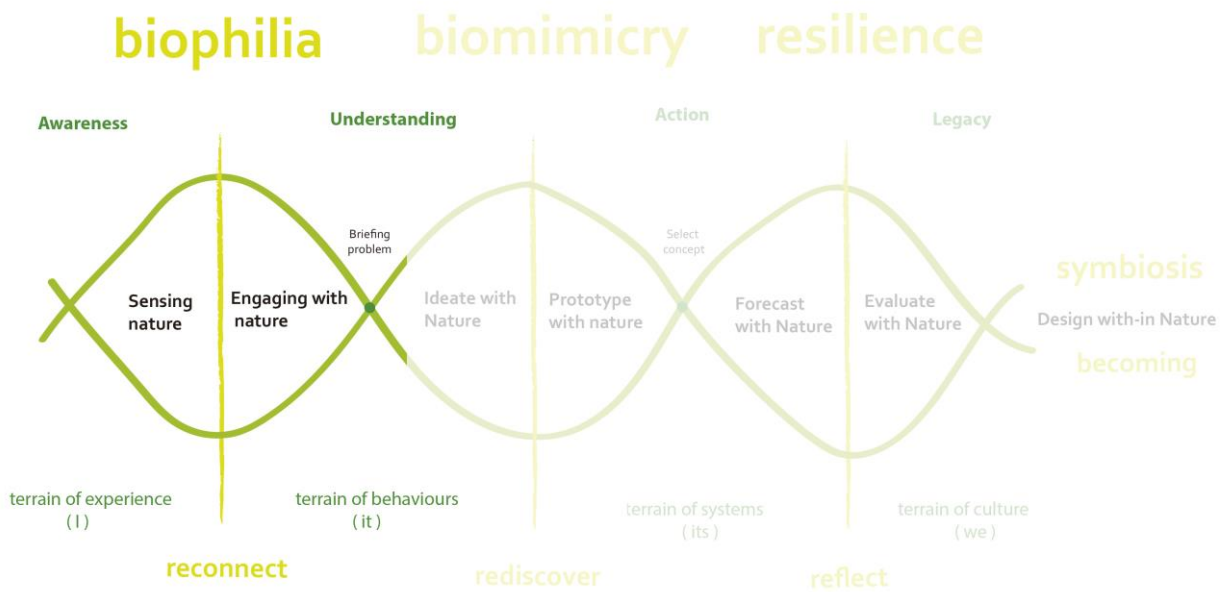 biophilia
biomimicry
resilience
Awareness
Understanding
Action
Legacy
Briefing
problem
Select
concept
Sensing
nature
Engaging with
nature
Ideate with
Nature
Prototype
with nature
Forecast
with Nature
Evaluate
with Nature
symbiosis
Design with-in Nature
becoming
terrain of experience
( I )
terrain of behaviours
( it )
terrain of systems
( its )
terrain of culture
( we )
reconnect
rediscover
reflect